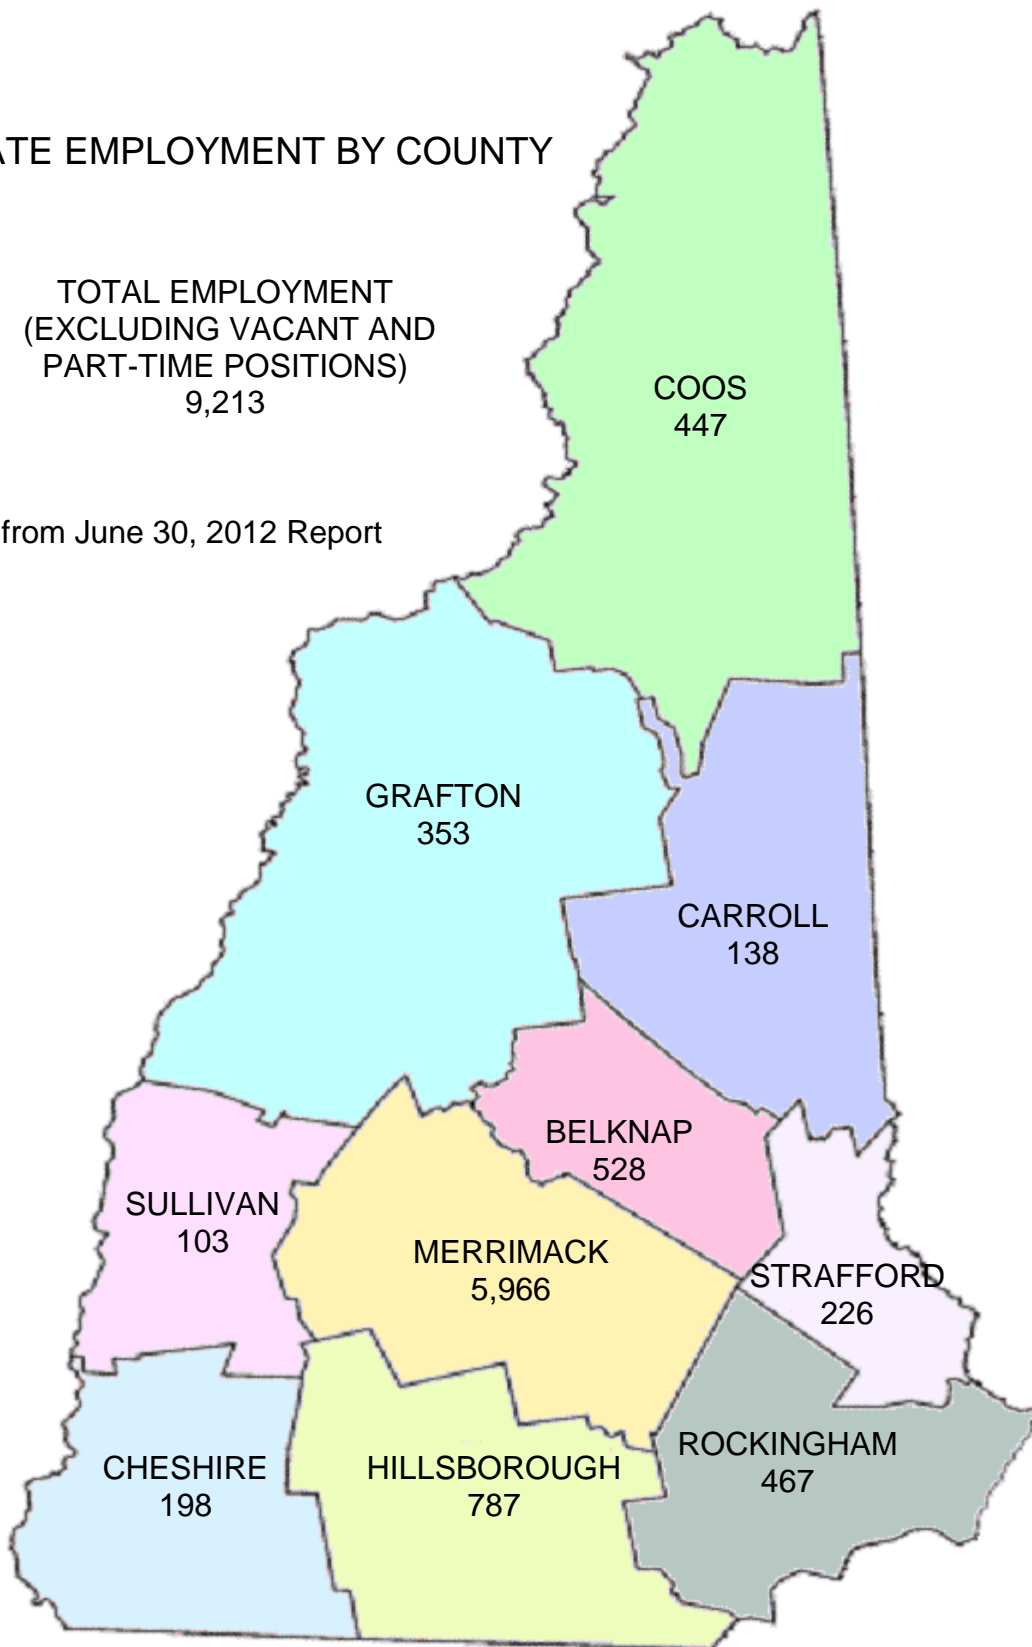 ATE EMPLOYMENT BY COUNTY
TOTAL EMPLOYMENT
(EXCLUDING VACANT AND
PART-TIME POSITIONS)
9,213
from June 30, 2012 Report
COOS
447
GRAFTON
353
CARROLL
138
BELKNAP
528
SULLIVAN
103
MERRIMACK
5,966
STRAFFORD
226
ROCKINGHAM
467
CHESHIRE
198
HILLSBOROUGH
787